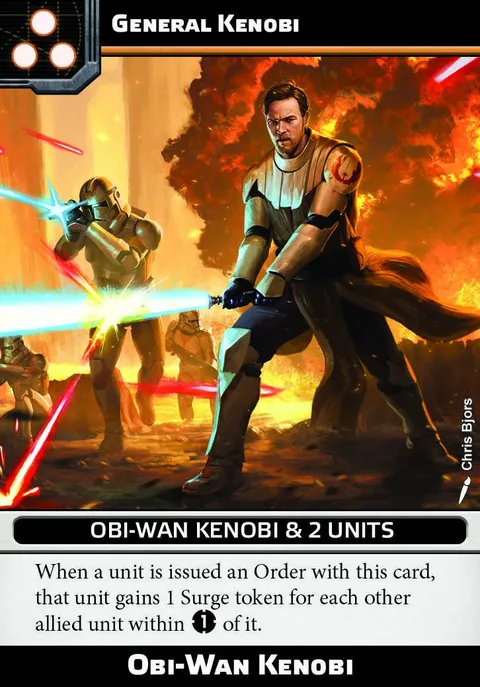 General Kenobi
Chris Bjors
OBI-WAN KENOBI & 2 UNITS
When a unit is issued an Order with this card,
that unit gains 1 Surge token for each other
allied unit within 1 of it.
Obi-Wan Kenobi